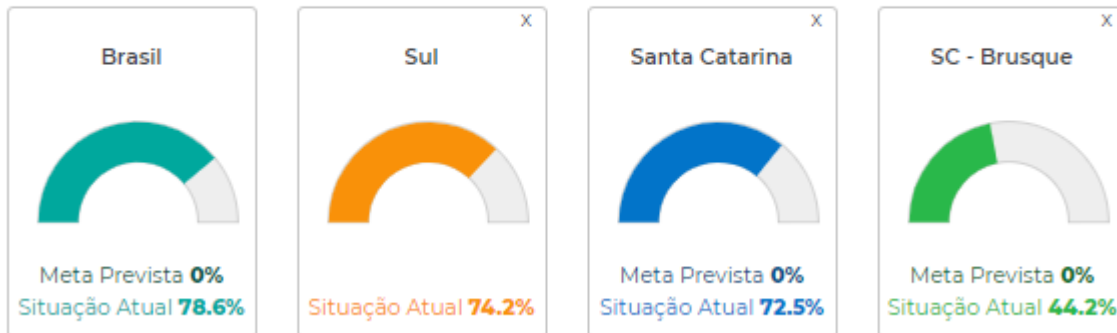 Brasil
Meta Prevista 0%
Situação Atual 78.6%
X
Sul
Situação Atual 74.2%
X
Santa Catarina
Meta Prevista 0%
Situação Atual 72.5%
X
SC - Brusque
Meta Prevista 0%
Situação Atual 44.2%